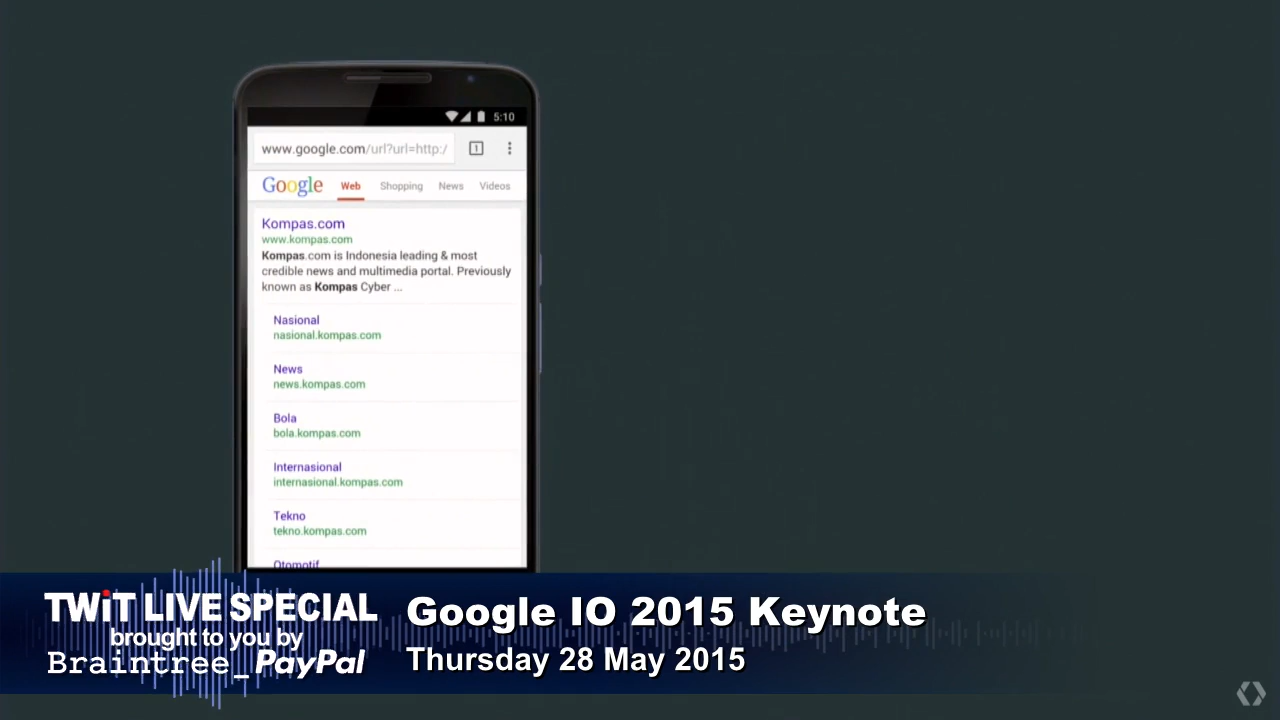 5:10
www.google.com/url?url=http:/
1
Google Web Shopping News Videos
Kompas.com
www.kompas.com
Kompas.com is Indonesia leading & most
credible news and multimedia portal. Previously
known as Kompas Cyber ...
Nasional
nasional.kompas.com
News
news.kompas.com
Bola
bola.kompas.com
Internasional
internasional.kompas.com
Tekno
tekno.kompas.com
Otomotif
TWiT LIVE SPECIAL
brought to you by
Braintree_PayPal
Google IO 2015 Keynote
Thursday 28 May 2015